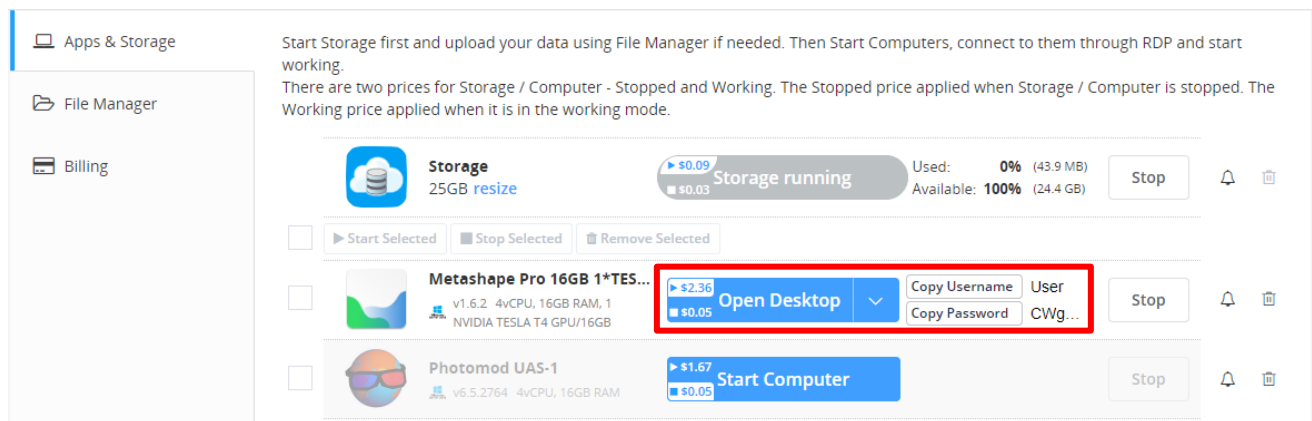 Apps & Storage
File Manager
Billing
Start Storage first and upload your data using File Manager if needed. Then Start Computers, connect to them through RDP and start
working.
There are two prices for Storage / Computer - Stopped and Working. The Stopped price applied when Storage / Computer is stopped. The
Working price applied when it is in the working mode.
Storage
25GB resize
$0.09
$0.03
Storage running
Used: 0% (43.9 MB)
Available: 100% (24.4 GB)
Stop
Start Selected Stop Selected Remove Selected
Metashape Pro 16GB 1*TES...
v1.6.2 4vCPU, 16GB RAM, 1
NVIDIA TESLA T4 GPU/16GB
$2.36
$0.05
Open Desktop
Copy Username User
Copy Password CWg...
Stop
Photomod UAS-1
v6.5.2764 4vCPU, 16GB RAM
$1.67
$0.05
Start Computer
Stop